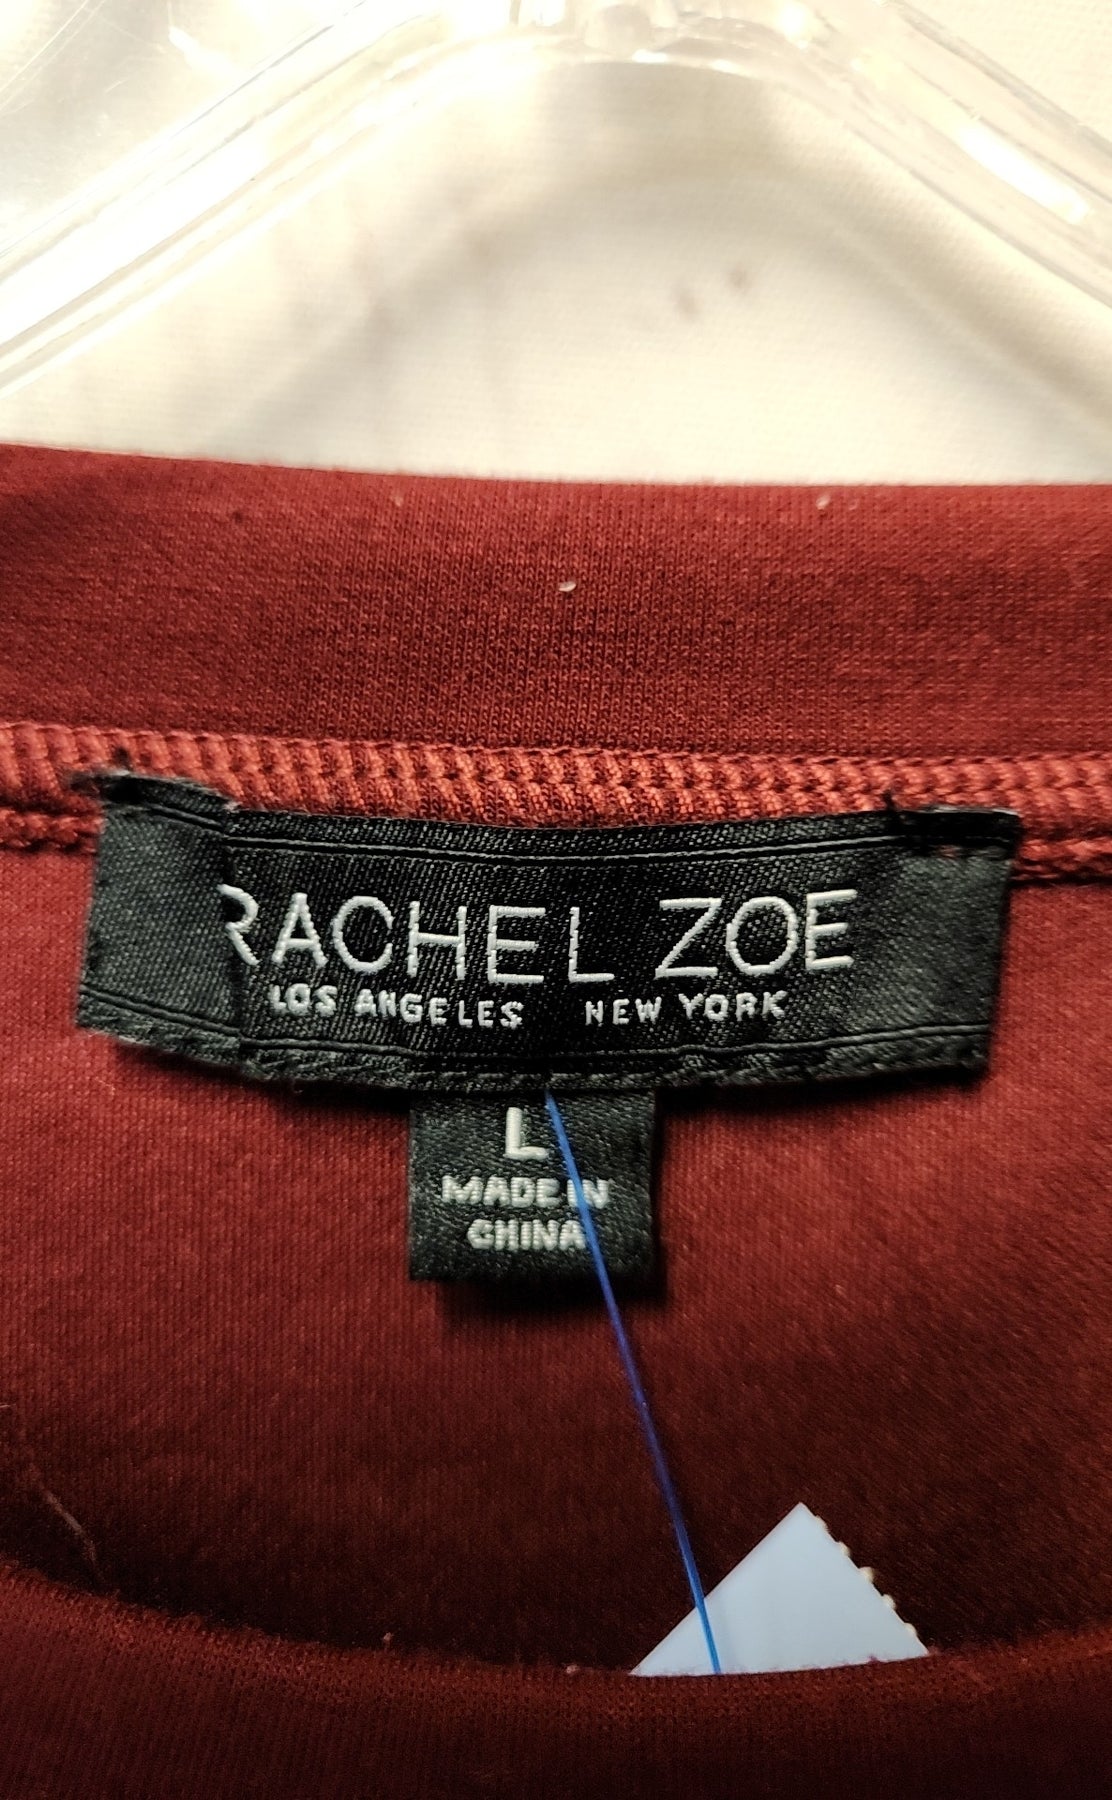 RACHEL ZOE
LOS ANGELES NEW YORK
L
MADE IN
CHINA